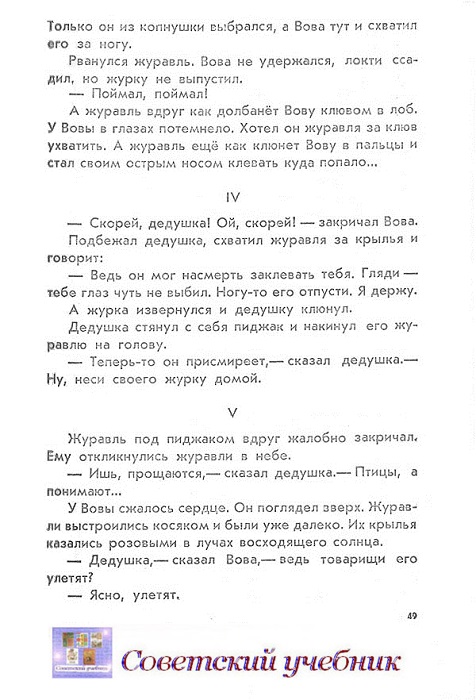 Только он из копнушки выбрался, а Вова тут и схватил
его за ногу.
Рванулся журавль. Вова не удержался, локти сса-
дил, но журку не выпустил.
— Поймал, поймал!
А журавль вдруг как долбанёт Вову клювом в лоб.
У Вовы в глазах потемнело. Хотел он журавля за клюв
ухватить. А журавль ещё как клюнет Вову в пальцы и
стал своим острым носом клевать куда попало...
IV
— Скорей, дедушка! Ой, скорей! — закричал Вова.
Подбежал дедушка, схватил журавля за крылья и
говорит:
— Ведь он мог насмерть заклевать тебя. Гляди —
тебе глаз чуть не выбил. Ногу-то его отпусти. Я держу.
А журка извернулся и дедушку клюнул.
Дедушка стянул с себя пиджак и накинул его жу-
равлю на голову.
— Теперь-то он присмиреет,— сказал дедушка.—
Ну, неси своего журку домой.
V
Журавль под пиджаком вдруг жалобно закричал.
Ему откликнулись журавли в небе.
— Ишь, прощаются,— сказал дедушка.— Птицы, а
понимают...
У Вовы сжалось сердце. Он поглядел вверх. Журав-
ли выстроились косяком и были уже далеко. Их крылья
казались розовыми в лучах восходящего солнца.
— Дедушка,— сказал Вова,— ведь товарищи его
улетят?
— Ясно, улетят.
49
Советский учебник
Советский учебник